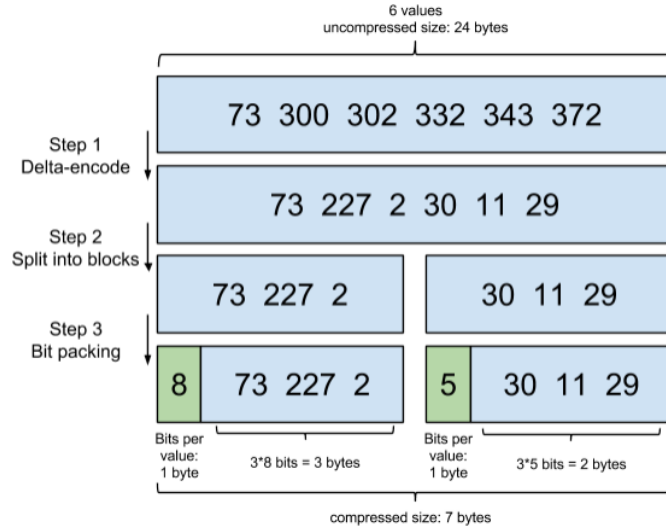 6 values
uncompressed size: 24 bytes
73 300 302 332 343 372
Step 1
Delta-encode
73 227 2 30 11 29
Step 2
Split into blocks
73 227 2
30 11 29
Step 3
Bit packing
8
73 227 2
5
30 11 29
Bits per
value:
1 byte
3*8 bits = 3 bytes
Bits per
value:
1 byte
3*5 bits = 2 bytes
compressed size: 7 bytes